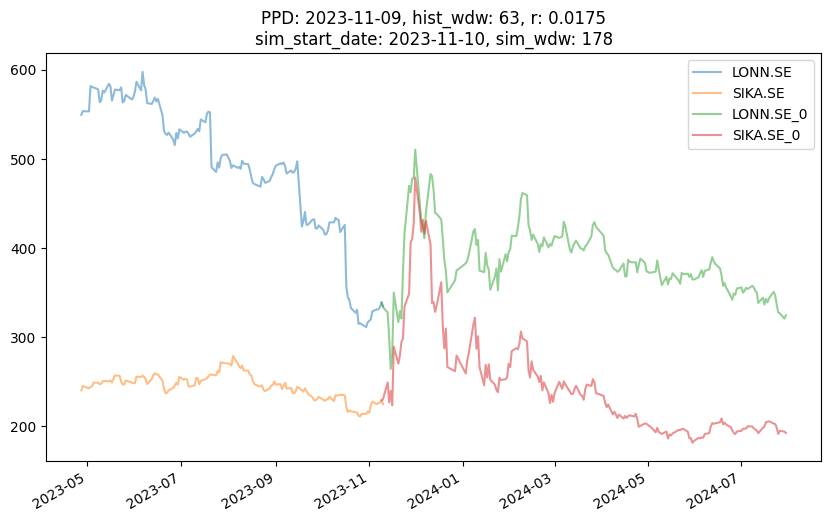 PPD: 2023-11-09, hist_wdw: 63, r: 0.0175
sim_start_date: 2023-11-10, sim_wdw: 178
LONN.SE
SIKA.SE
LONN.SE_0
SIKA.SE_0
600
500
400
300
200
2023-05
2023-07
2023-09
2023-11
2024-01
2024-03
2024-05
2024-07